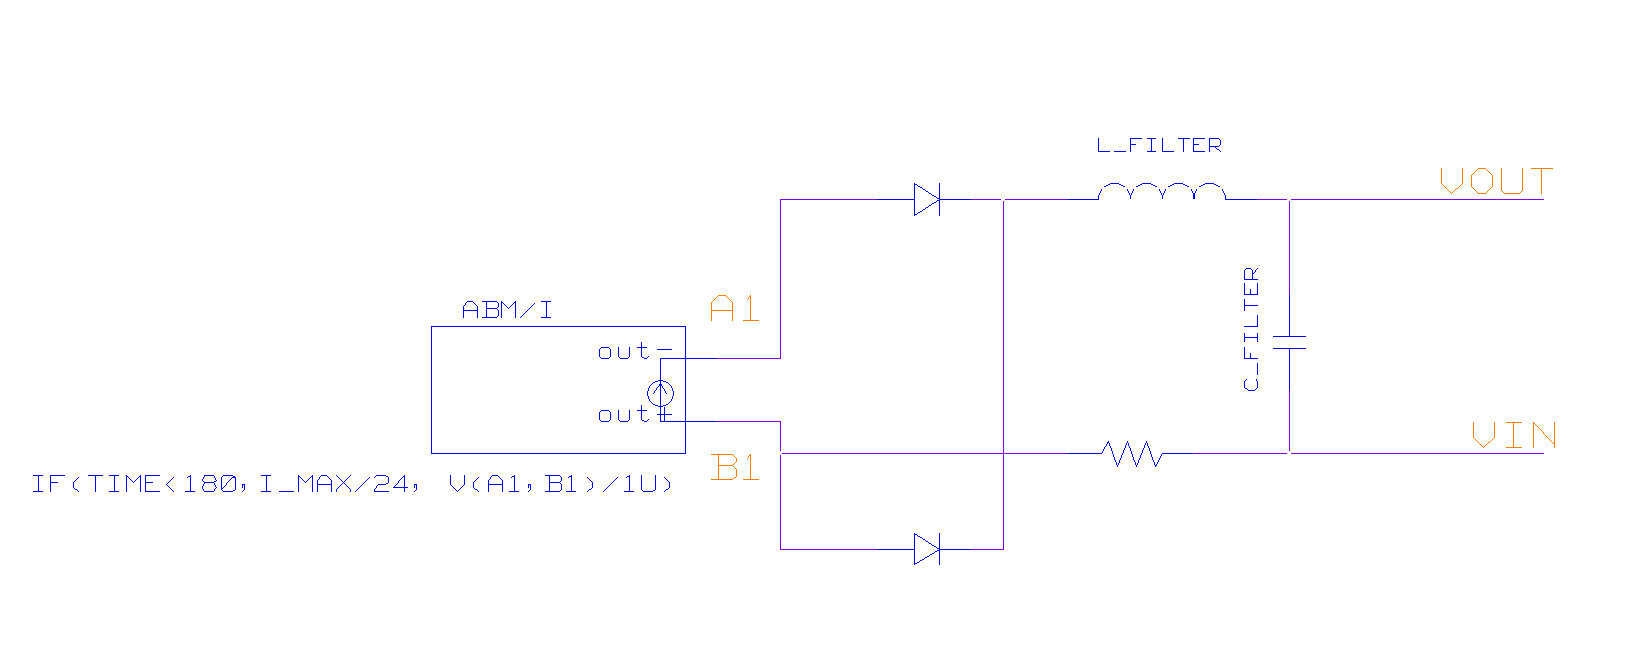 L_FILTER
VOUT
ABM/I
A1
C_FILTER
out-
out+
VIN
B1
IF(TIME<180,I_MAX/24, V(A1,B1)/1U)